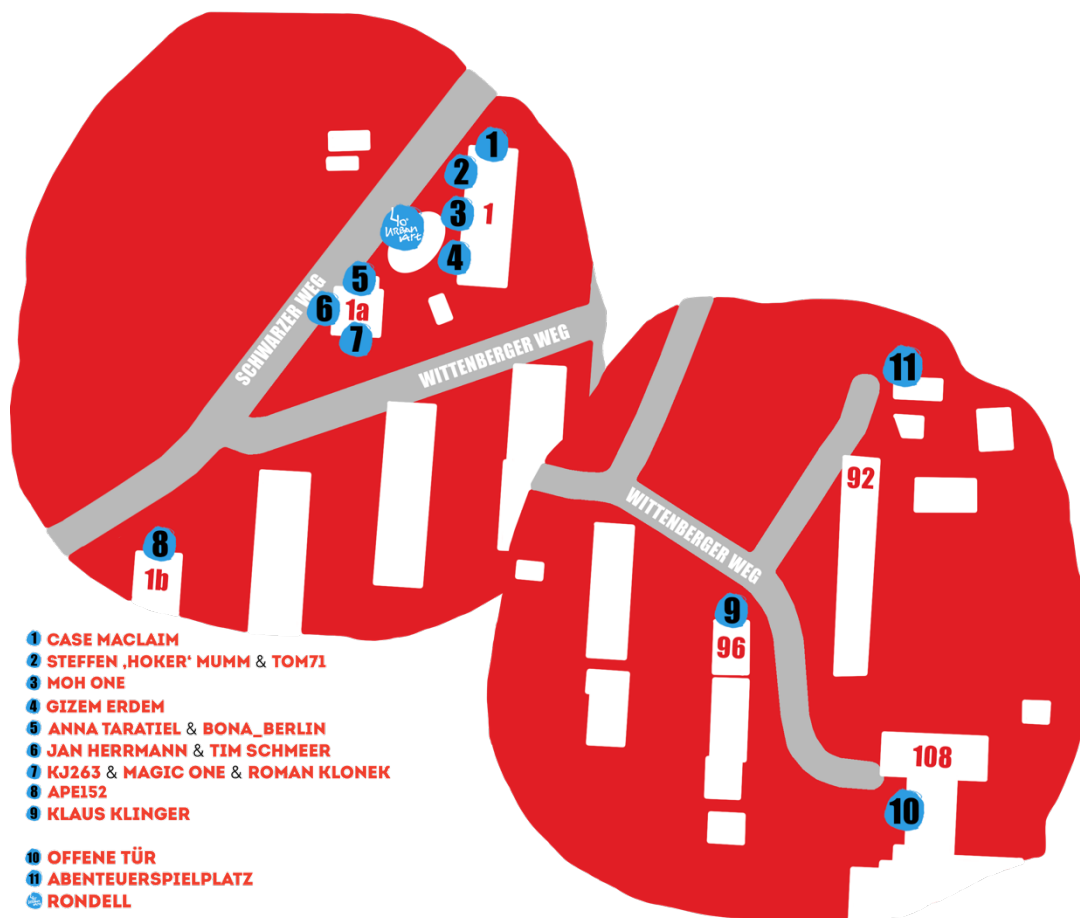 1
2
3
1
4
4o°
URBAN
ART
5
6
1a
7
SCHWARZER WEG
WITTENBERGER WEG
8
1b
11
92
WITTENBERGER WEG
9
96
108
10
1 CASE MACLAIM
2 STEFFEN ‚HOKER‘ MUMM & TOM71
3 MOH ONE
4 GIZEM ERDEM
5 ANNA TARATIEL & BONA_BERLIN
6 JAN HERRMANN & TIM SCHMEER
7 KJ263 & MAGIC ONE & ROMAN KLONEK
8 APE152
9 KLAUS KLINGER
10 OFFENE TÜR
11 ABENTEUERSPIELPLATZ
RONDELL